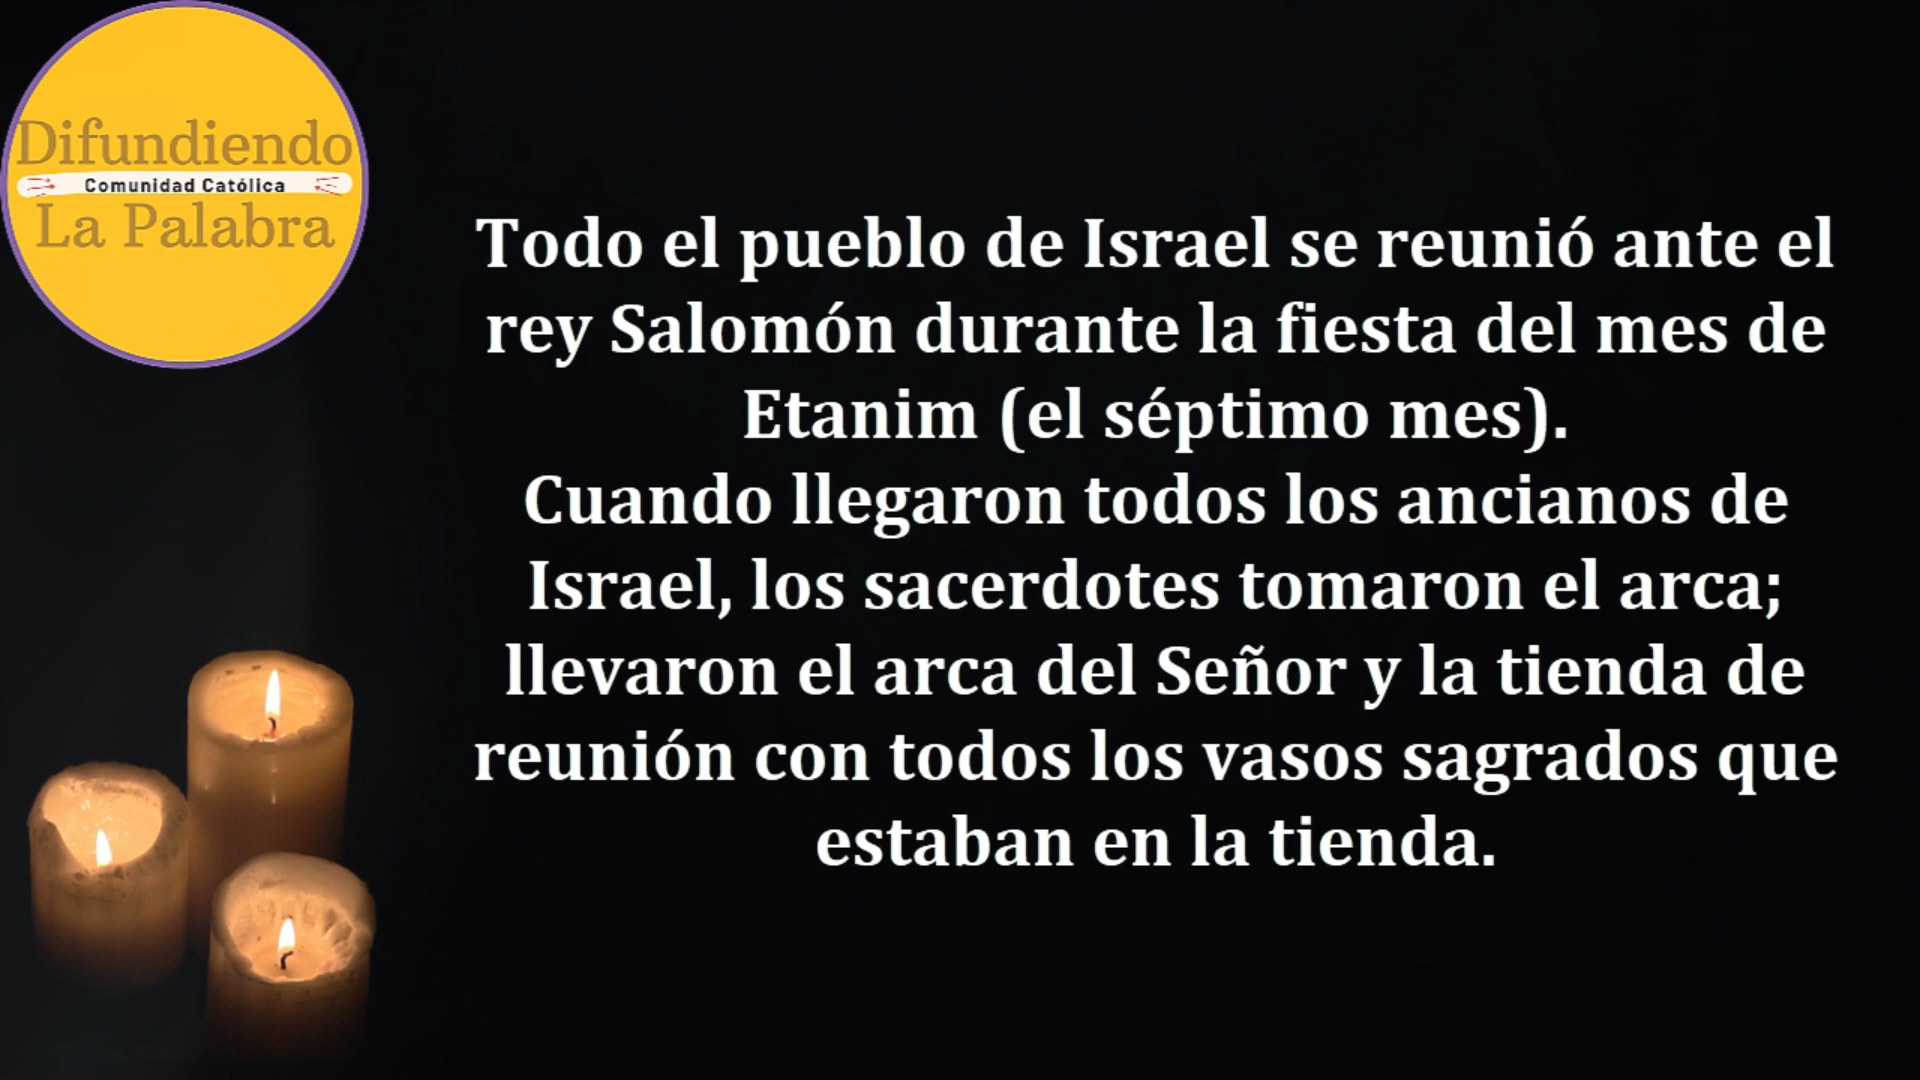 Difundiendo
Comunidad Católica
La Palabra
Todo el pueblo de Israel se reunió ante el
rey Salomón durante la fiesta del mes de
Etanim (el séptimo mes).
Cuando llegaron todos los ancianos de
Israel, los sacerdotes tomaron el arca;
llevaron el arca del Señor y la tienda de
reunión con todos los vasos sagrados que
estaban en la tienda.